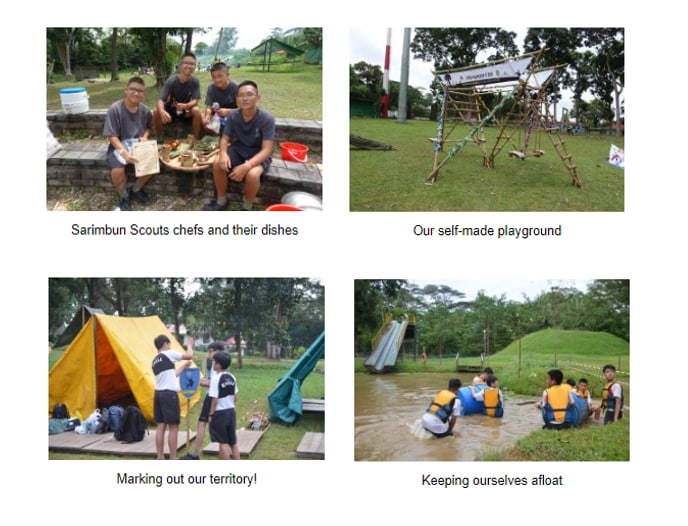 Sarimbun Scouts chefs and their dishes
Our self-made playground
Marking out our territory!
Keeping ourselves afloat